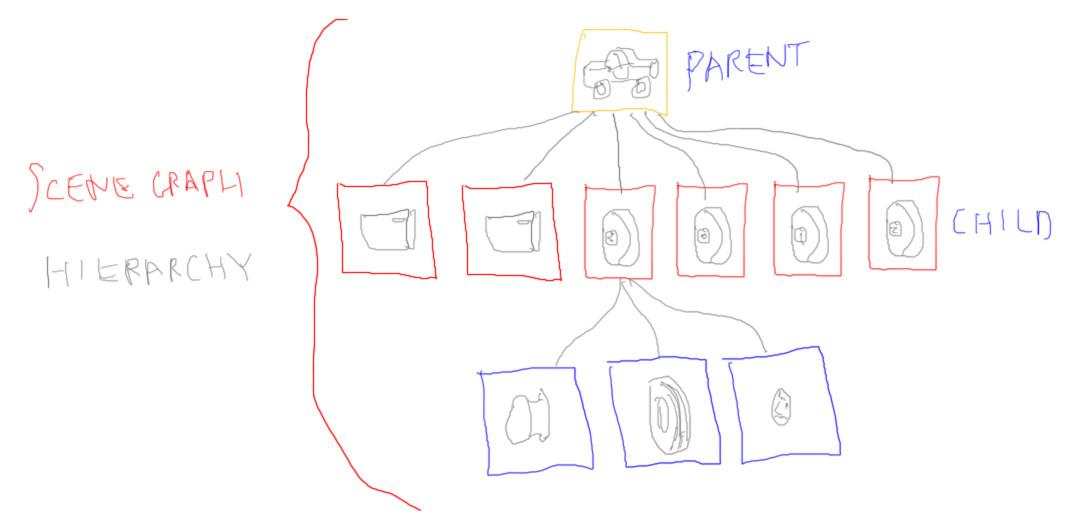 PARENT
SCENE GRAPH
CHILD
HIERARCHY